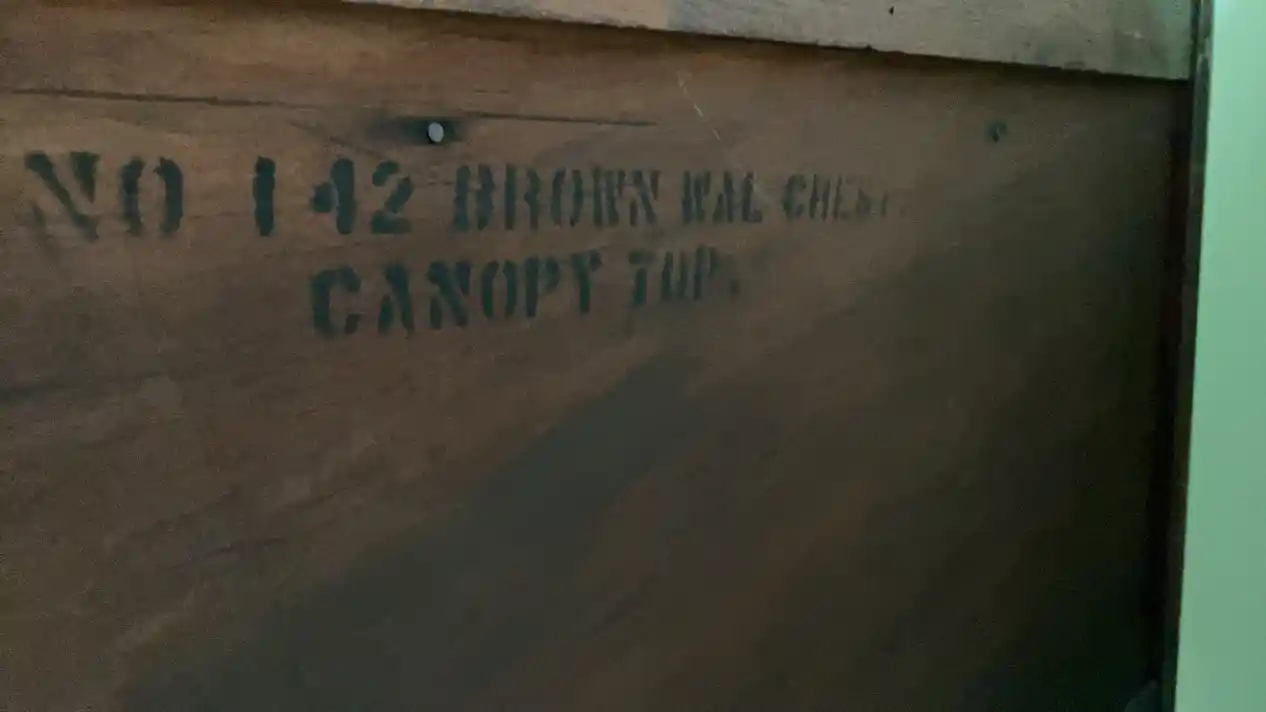 NO 142 BROWN WAL CHEST.
CANOPY TOP.